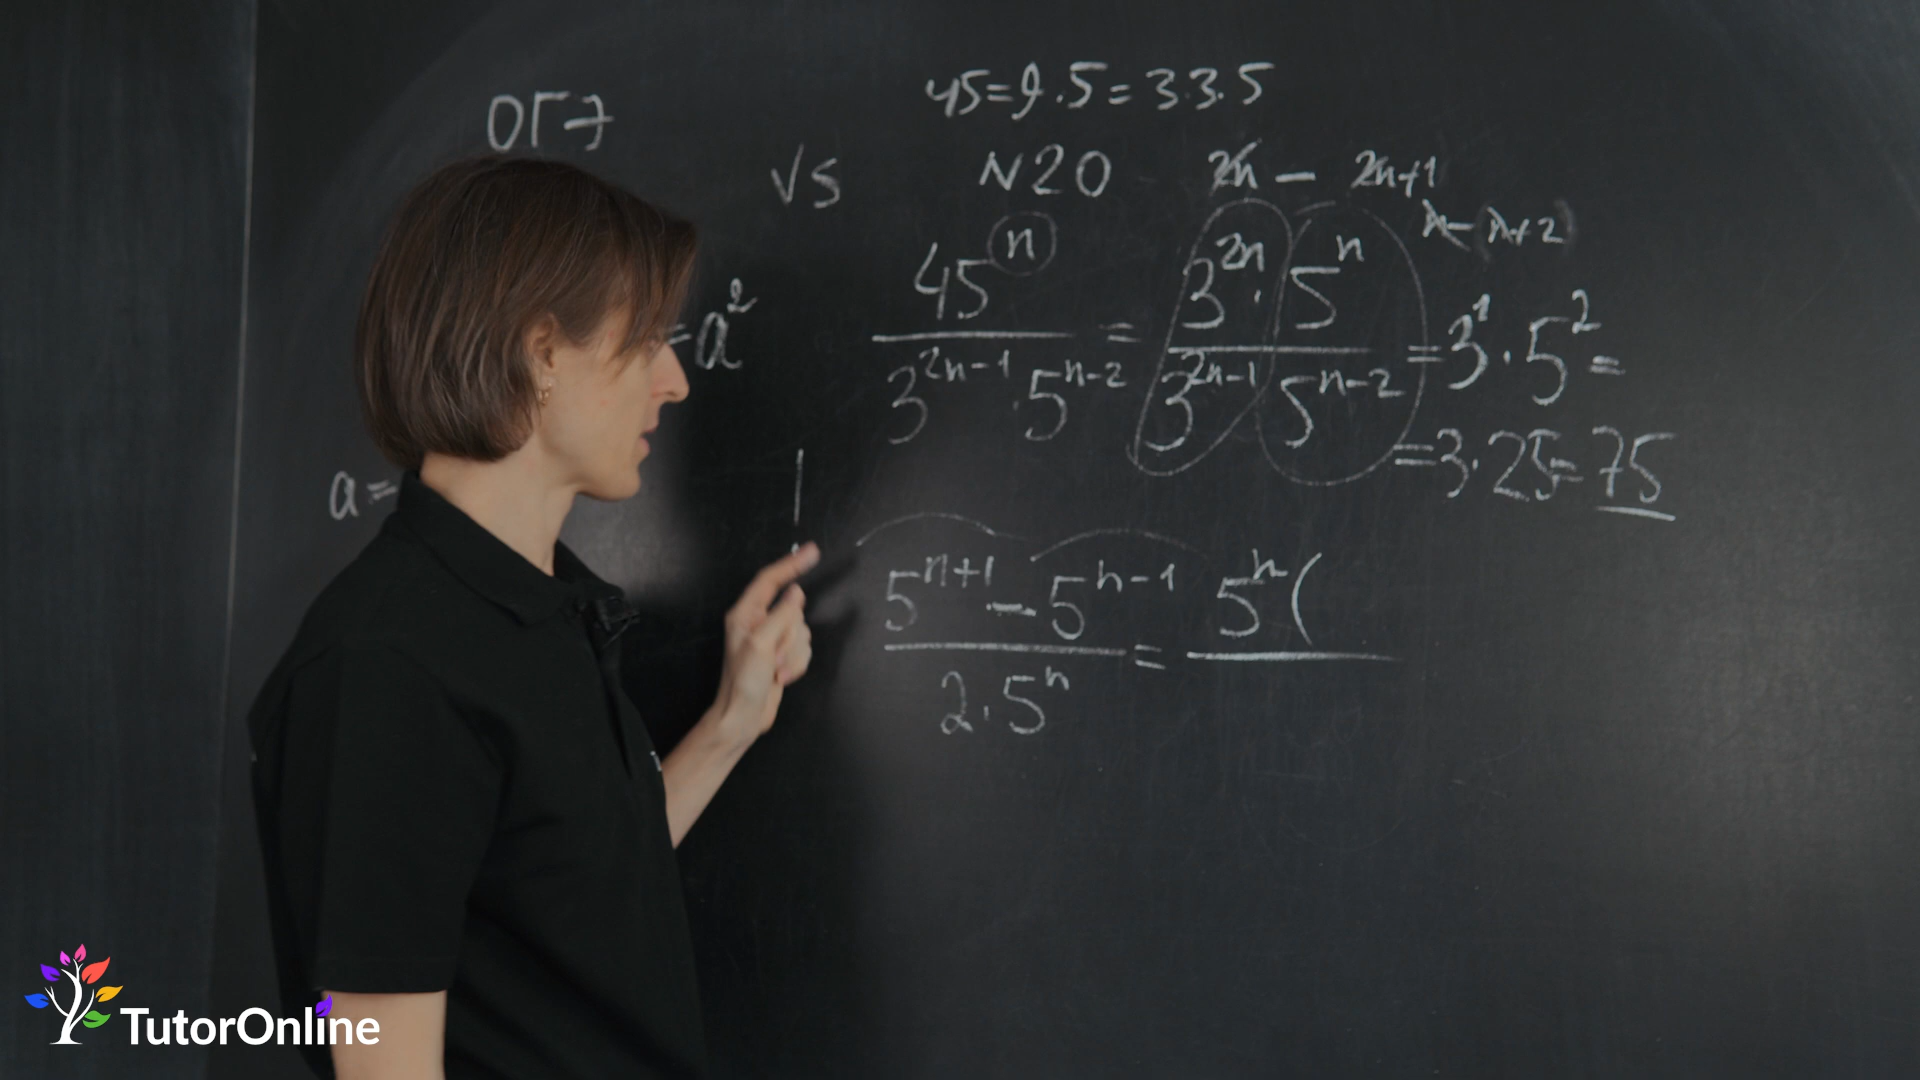 ОГЭ
45=9.5=3.3.5
VS
N20
2n - 2n+1
n - n+2
45^n / 3^(2n-1) . 5^(n-2) = 3^(2n) . 5^n / 3^(2n-1) 5^(n-2) = 3^1 . 5^2 =
=a^2
=3.25=75
a=
5^(n+1) - 5^(n-1) / 2.5^n = 5^n (
TutorOnline